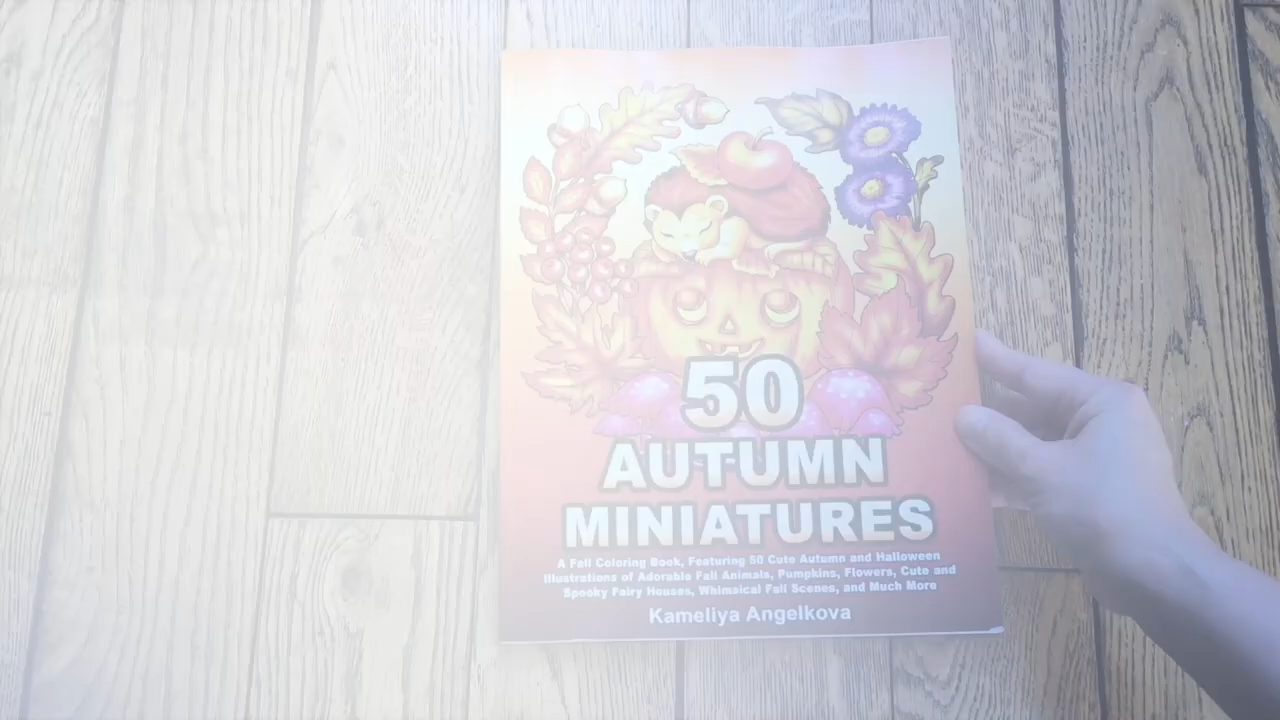 50
AUTUMN
MINIATURES
A Fall Coloring Book, Featuring 50 Cute Autumn and Halloween
Illustrations of Adorable Fall Animals, Pumpkins, Flowers, Cute and
Spooky Fairy Houses, Whimsical Fall Scenes, and Much More
Kameliya Angelkova